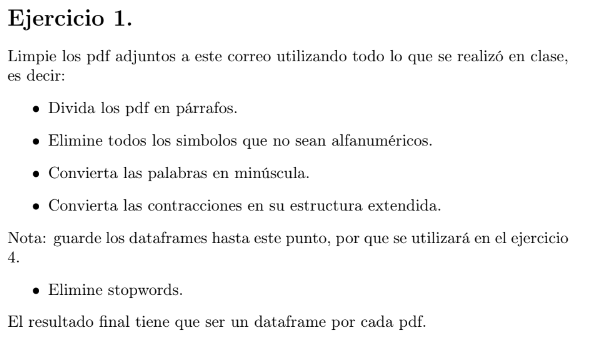 Ejercicio 1.
Limpie los pdf adjuntos a este correo utilizando todo lo que se realizó en clase,
es decir:
• Divida los pdf en párrafos.
• Elimine todos los simbolos que no sean alfanuméricos.
• Convierta las palabras en minúscula.
• Convierta las contracciones en su estructura extendida.
Nota: guarde los dataframes hasta este punto, por que se utilizará en el ejercicio
4.
• Elimine stopwords.
El resultado final tiene que ser un dataframe por cada pdf.